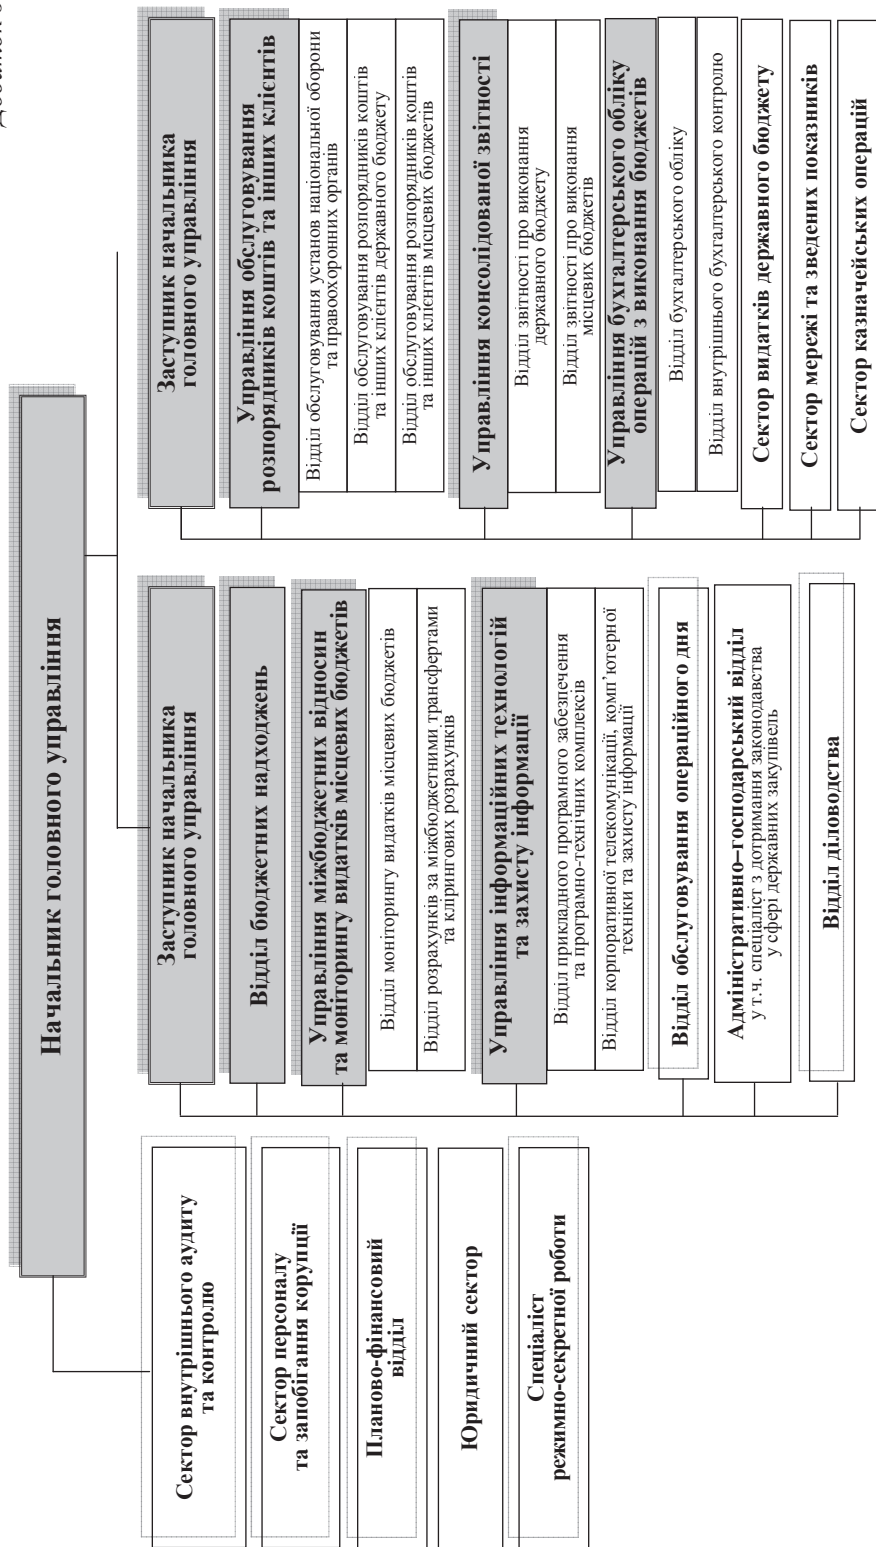 Начальник головного управління
Сектор внутрішнього аудиту
та контролю
Сектор персоналу
та запобігання корупції
Планово-фінансовий
відділ
Юридичний сектор
Спеціаліст
режимно-секретної роботи
Заступник начальника
головного управління
Відділ бюджетних надходжень
Управління міжбюджетних відносин
та моніторингу видатків місцевих бюджетів
Відділ моніторингу видатків місцевих бюджетів
Відділ розрахунків за міжбюджетними трансфертами
та клірингових розрахунків
Управління інформаційних технологій
та захисту інформації
Відділ прикладного програмного забезпечення
та програмно-технічних комплексів
Відділ корпоративної телекомунікації, комп’ютерної
техніки та захисту інформації
Відділ обслуговування операційного дня
Адміністративно–господарський відділ
у т.ч. спеціаліст з дотримання законодавства
у сфері державних закупівель
Відділ діловодства
Заступник начальника
головного управління
Управління обслуговування
розпорядників коштів та інших клієнтів
Відділ обслуговування установ національної оборони
та правоохоронних органів
Відділ обслуговування розпорядників коштів
та інших клієнтів державного бюджету
Відділ обслуговування розпорядників коштів
та інших клієнтів місцевих бюджетів
Управління консолідованої звітності
Відділ звітності про виконання
державного бюджету
Відділ звітності про виконання
місцевих бюджетів
Управління бухгалтерського обліку
операцій з виконання бюджетів
Відділ бухгалтерського обліку
Відділ внутрішнього бухгалтерського контролю
Сектор видатків державного бюджету
Сектор мережі та зведених показників
Сектор казначейських операцій